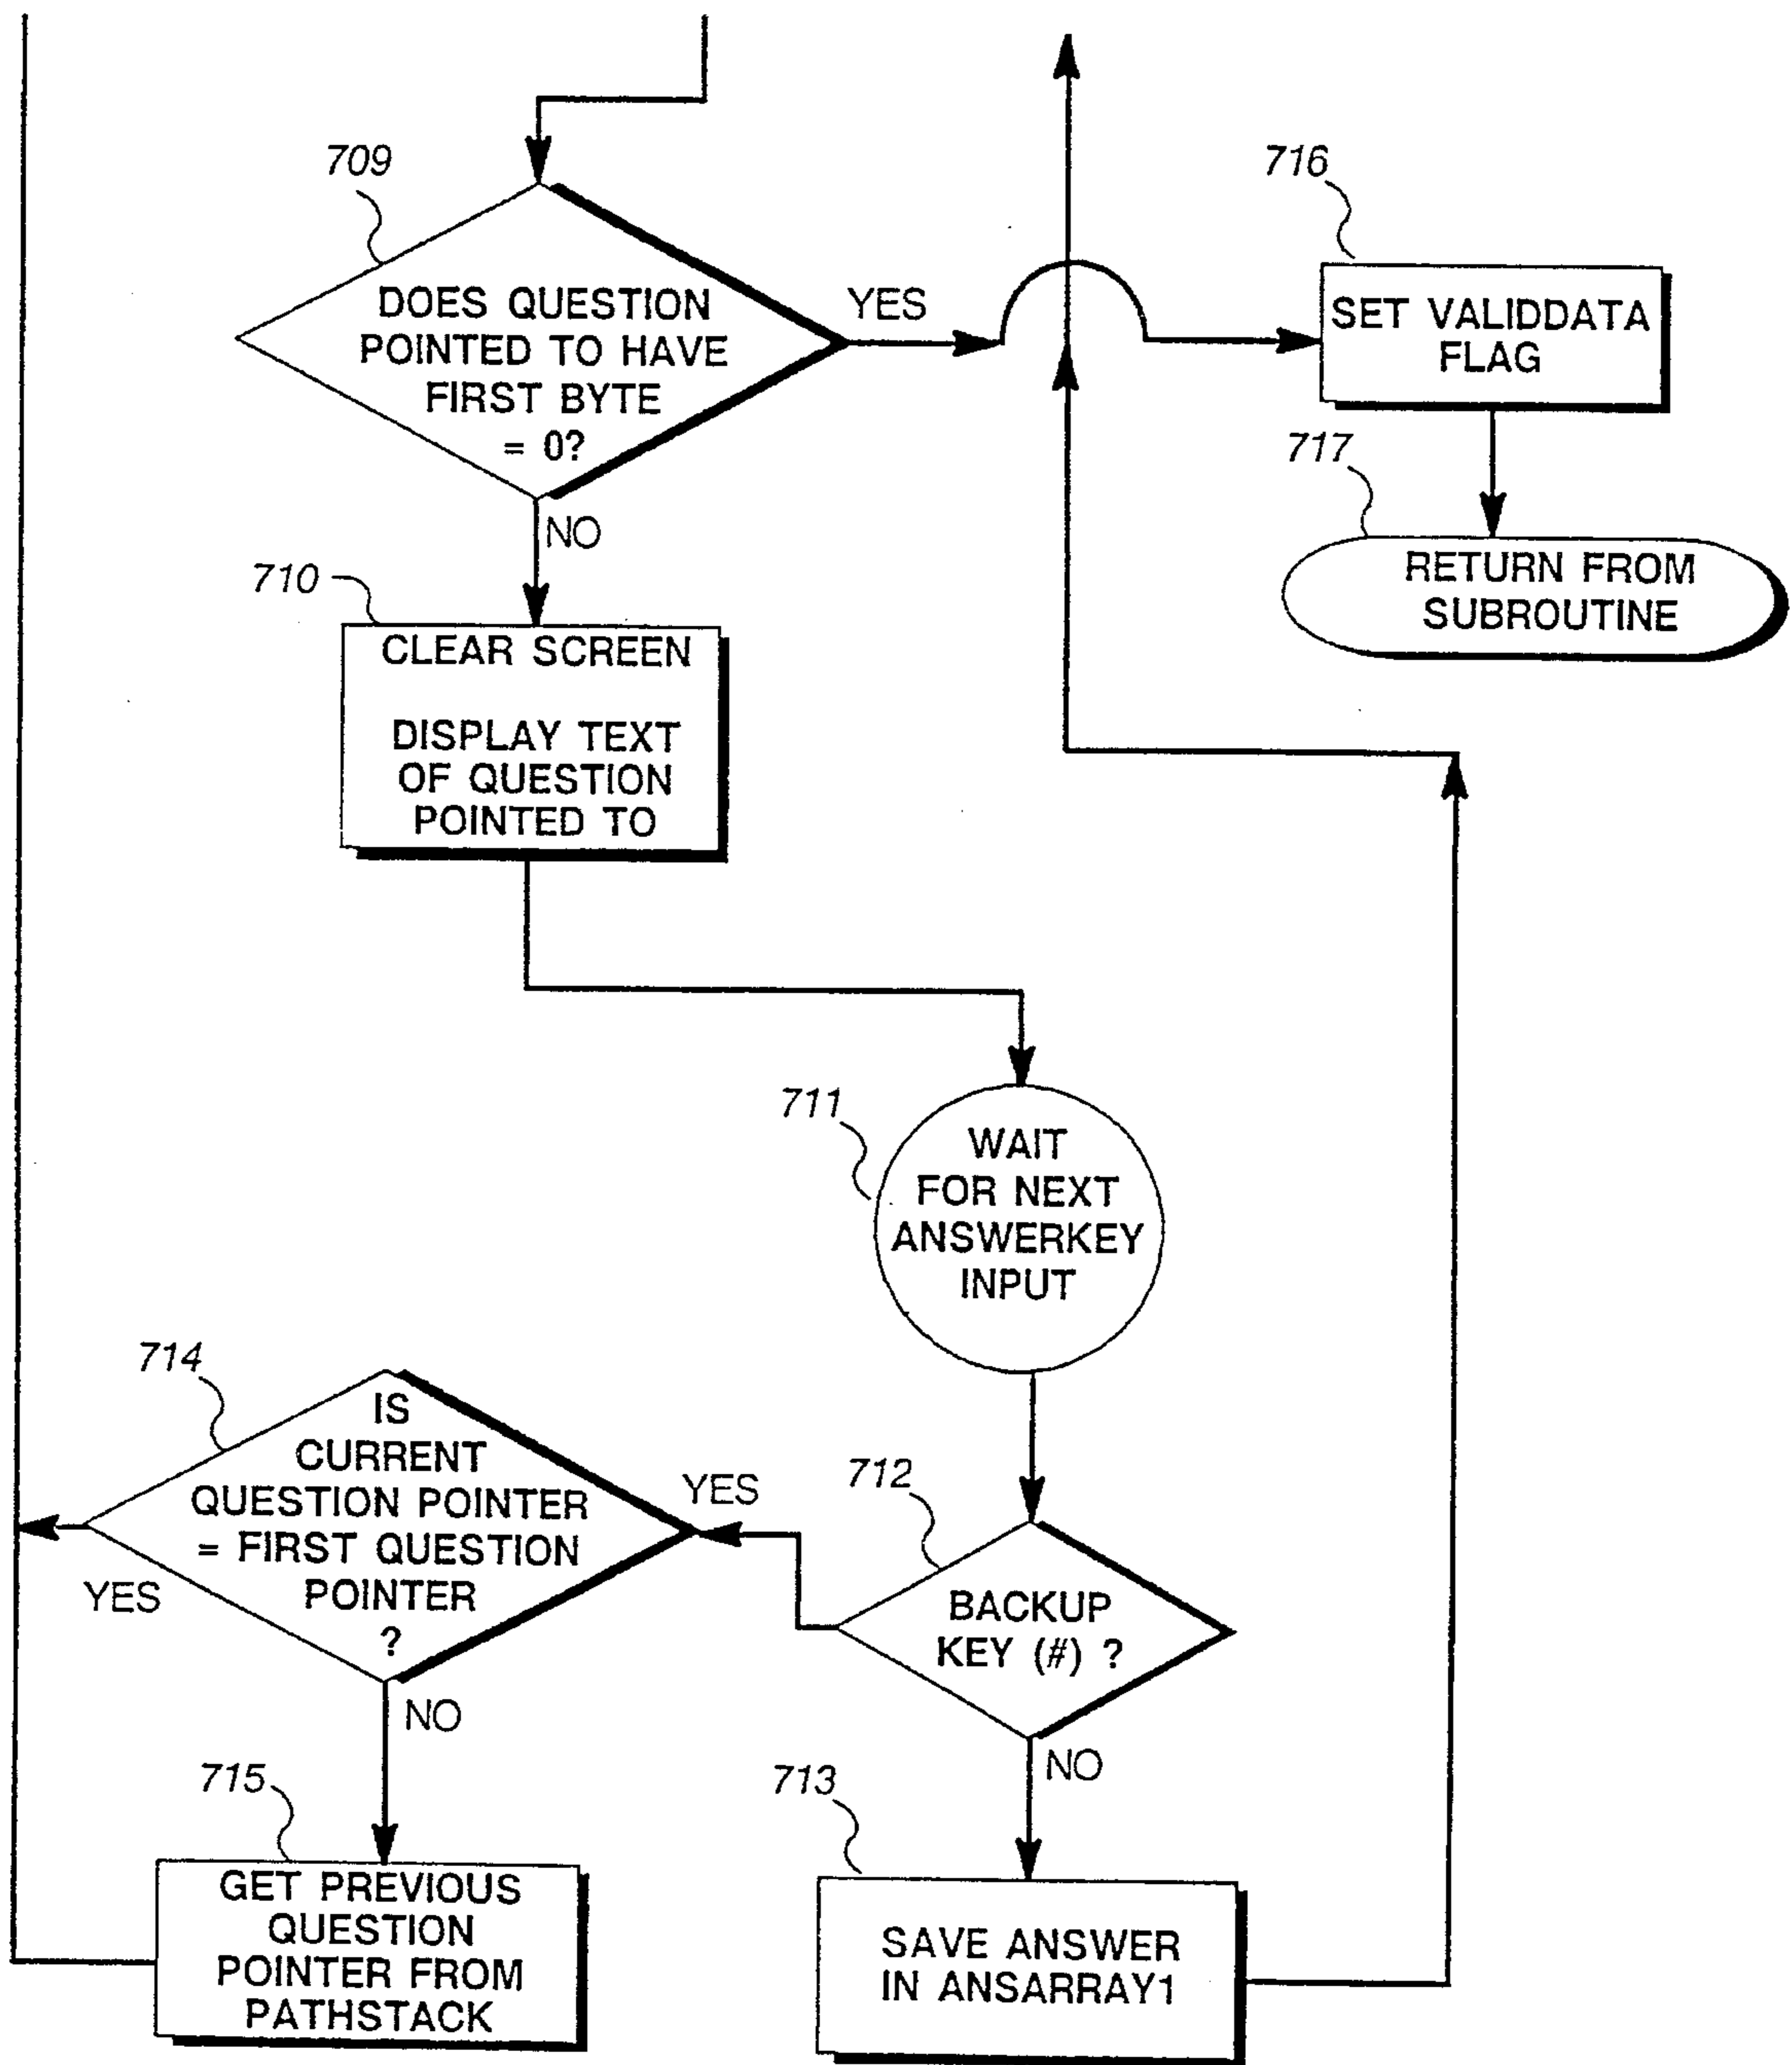 709
DOES QUESTION
POINTED TO HAVE
FIRST BYTE
= 0?
YES
NO
716
SET VALIDDATA
FLAG
717
RETURN FROM
SUBROUTINE
710
CLEAR SCREEN
DISPLAY TEXT
OF QUESTION
POINTED TO
711
WAIT
FOR NEXT
ANSWERKEY
INPUT
712
BACKUP
KEY (#) ?
YES
NO
714
IS
CURRENT
QUESTION POINTER
= FIRST QUESTION
POINTER
?
YES
NO
715
GET PREVIOUS
QUESTION
POINTER FROM
PATHSTACK
713
SAVE ANSWER
IN ANSARRAY1